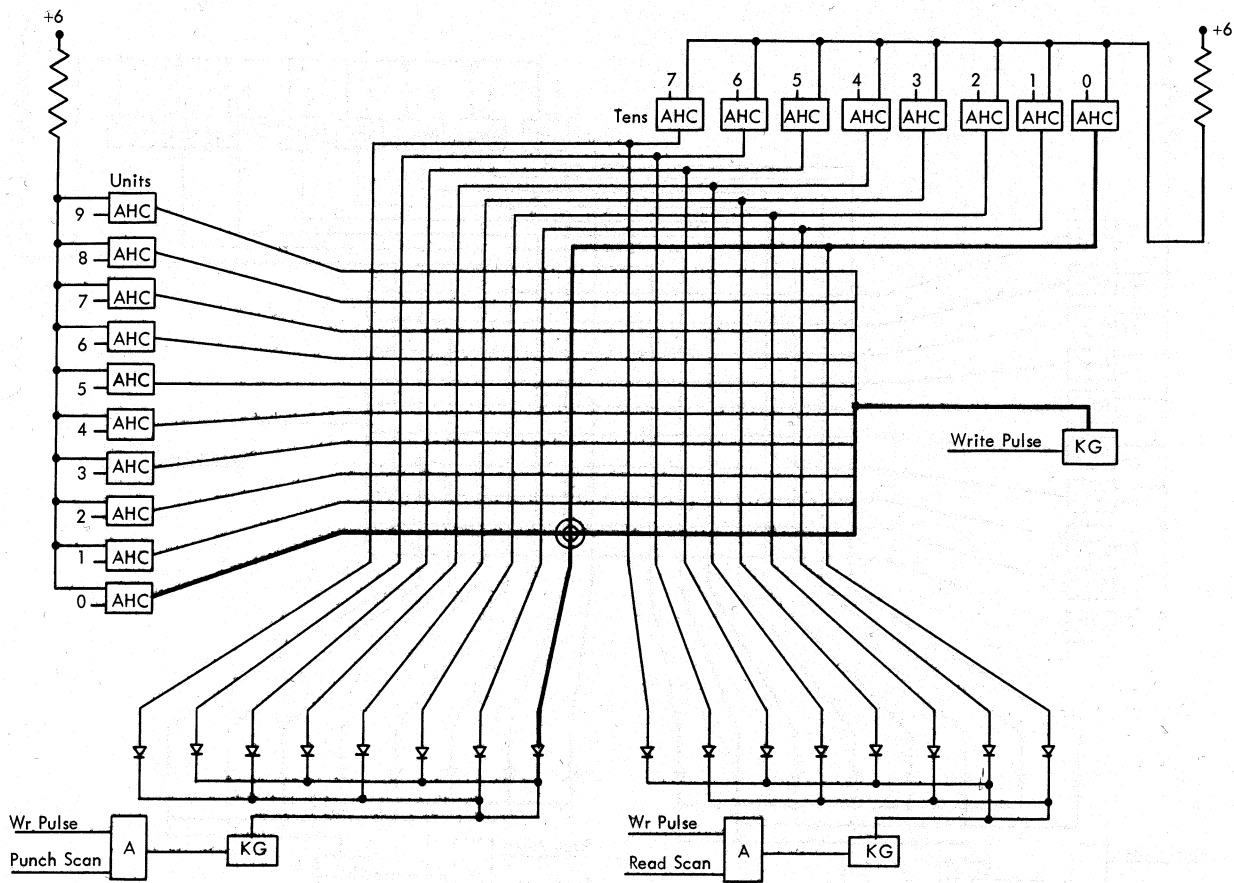 +6
+6
7 6 5 4 3 2 1 0
Tens AHC AHC AHC AHC AHC AHC AHC AHC
Units
9 AHC
8 AHC
7 AHC
6 AHC
5 AHC
4 AHC
3 AHC
2 AHC
1 AHC
0 AHC
Write Pulse KG
Wr Pulse
Punch Scan
A
KG
Wr Pulse
Read Scan
A
KG